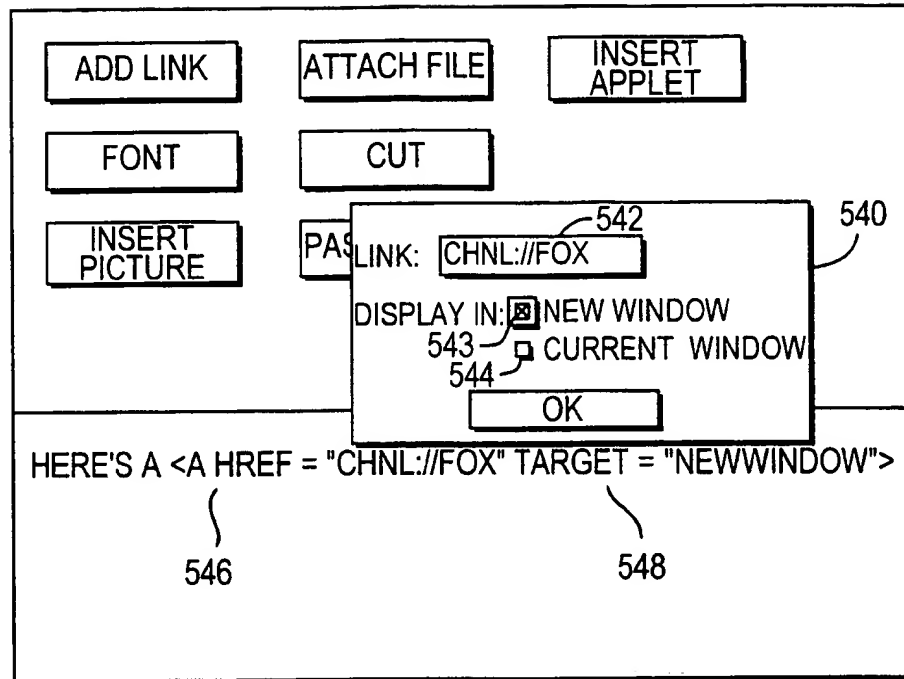 ADD LINK
ATTACH FILE
INSERT
APPLET
FONT
CUT
INSERT
PICTURE
PAS
542
540
LINK: CHNL://FOX
DISPLAY IN: NEW WINDOW
543
CURRENT WINDOW
544
OK
HERE'S A <A HREF = "CHNL://FOX" TARGET = "NEWWINDOW">
546
548